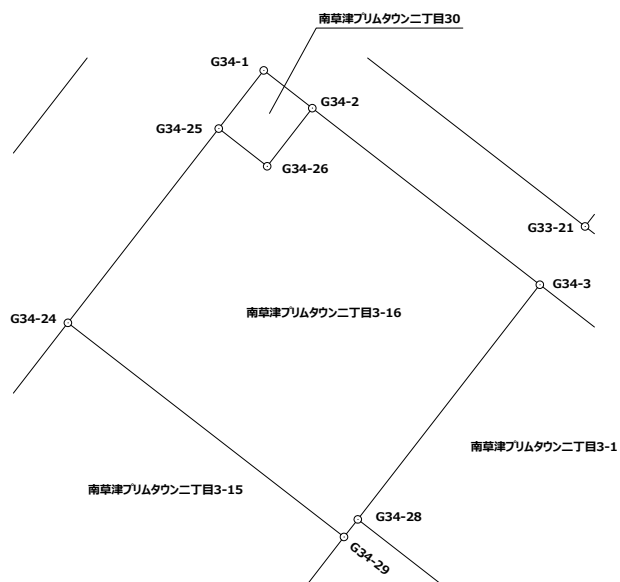 南草津プリムタウン二丁目30
G34-1
G34-2
G34-25
G34-26
G33-21
G34-3
南草津プリムタウン二丁目3-16
G34-24
南草津プリムタウン二丁目3-1
南草津プリムタウン二丁目3-15
G34-28
G34-29